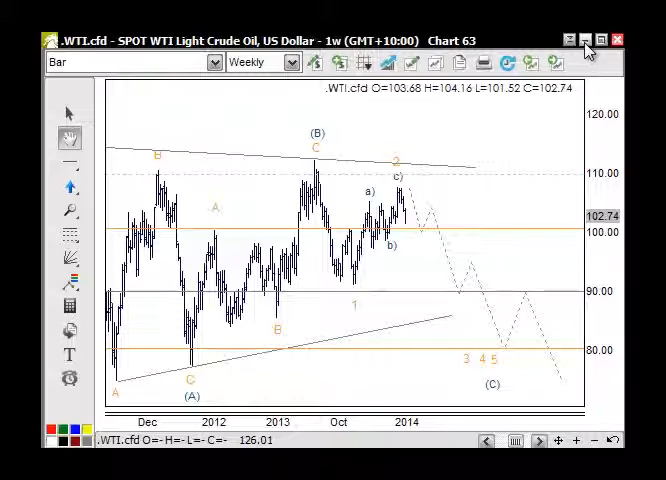 .WTI.cfd - SPOT WTI Light Crude Oil, US Dollar - 1w (GMT+10:00) Chart 63
Bar Weekly
.WTI.cfd O=103.68 H=104.16 L=101.52 C=102.74
120.00
(B)
B C 2
110.00
c)
a)
A
102.74
100.00
b)
90.00
1
B
80.00
3 4 5
C
(C)
A
(A)
Dec 2012 2013 Oct 2014
T
.WTI.cfd O=- H=- L=- C=- 126.01